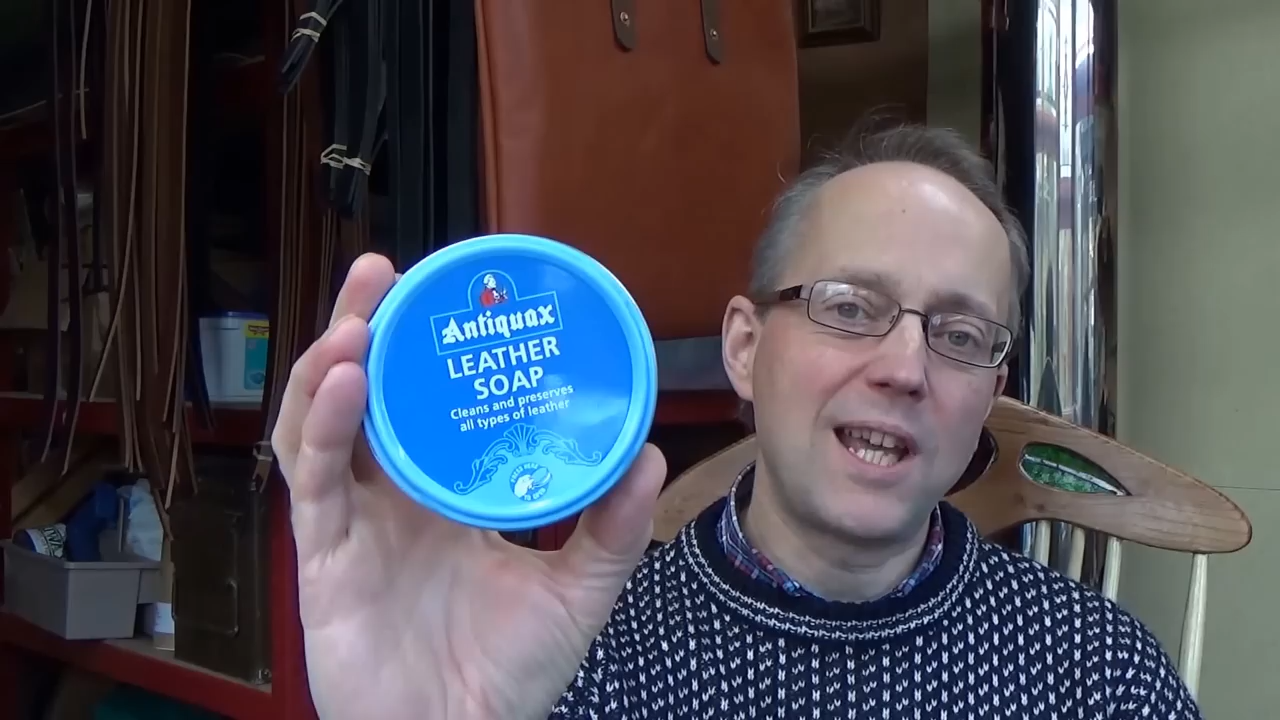 Antiquax
LEATHER
SOAP
Cleans and preserves
all types of leather